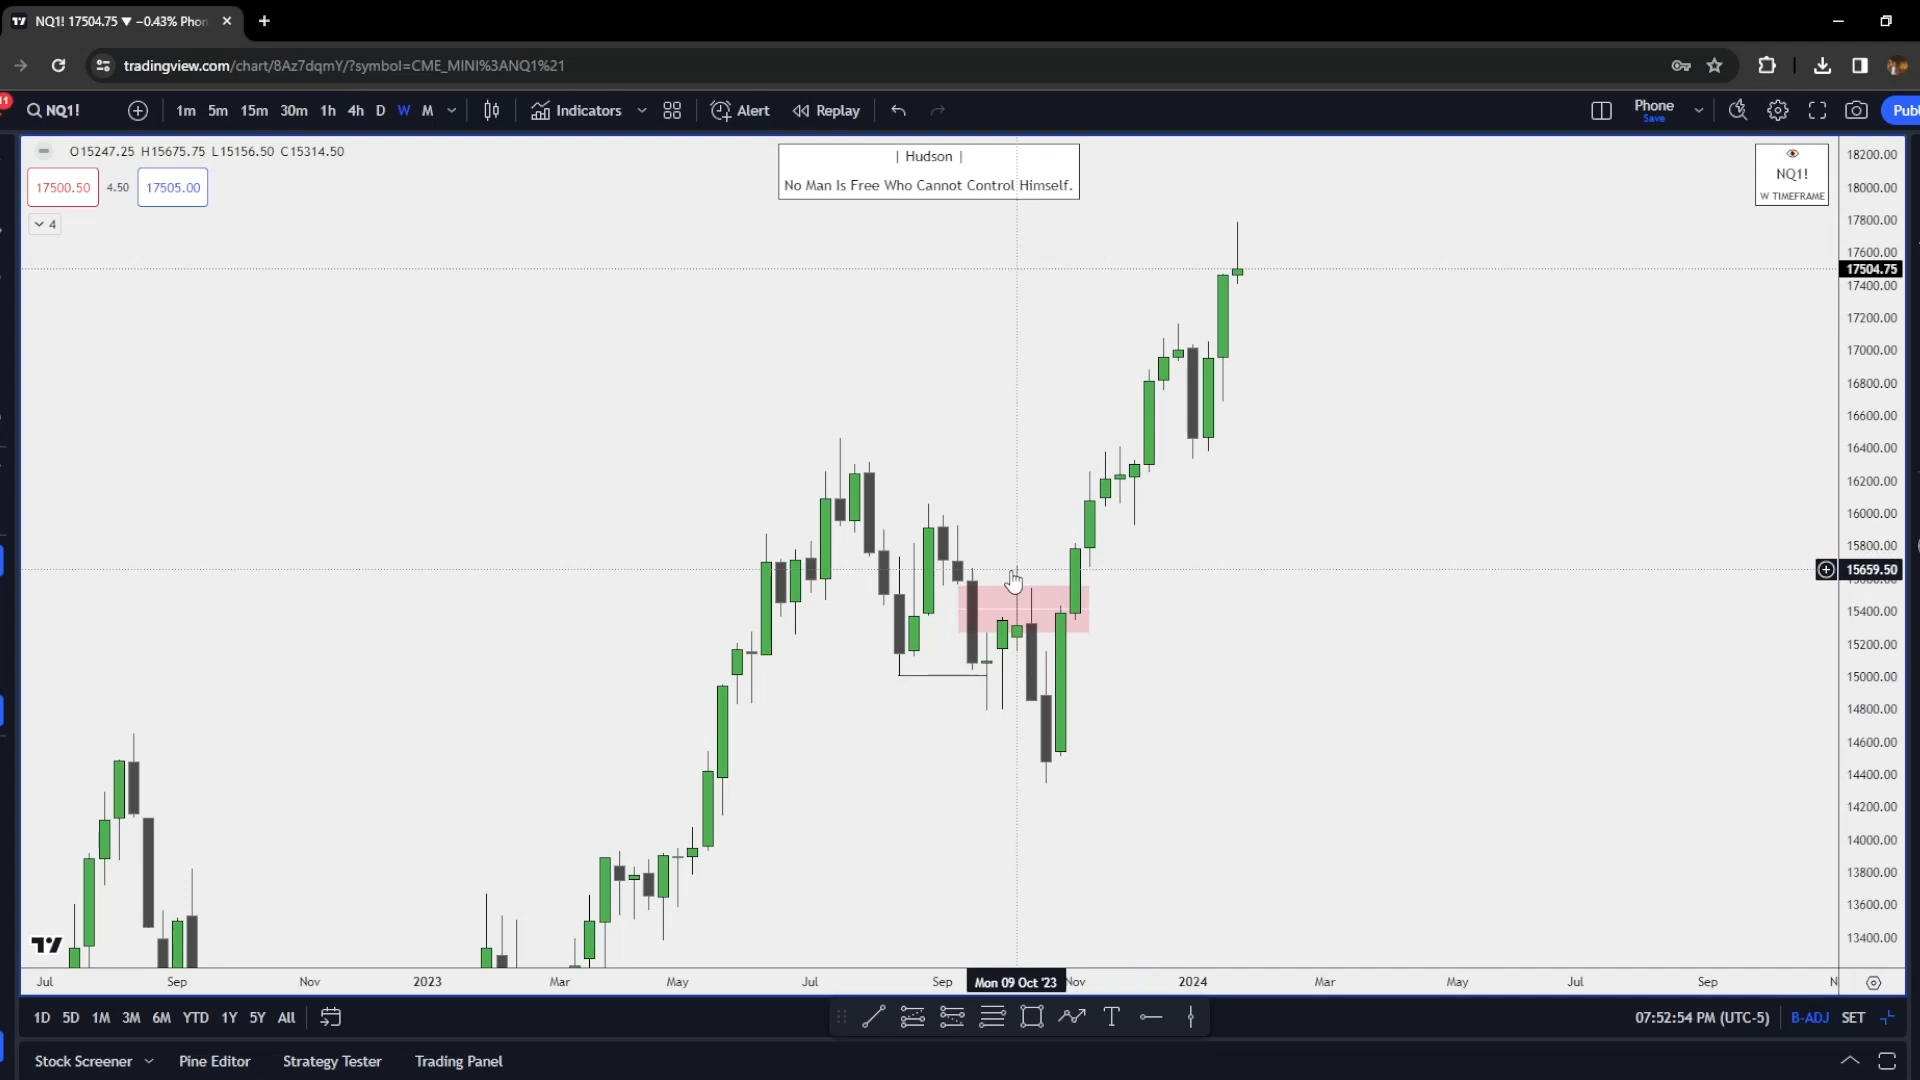 NQ1! 17504.75 ▼ −0.43% Phon
tradingview.com/chart/8Az7dqmY/?symbol=CME_MINI%3ANQ1%21
11
NQ1!
1m 5m 15m 30m 1h 4h D W M
Indicators
Alert
Replay
Phone
Save
Publ
O15247.25 H15675.75 L15156.50 C15314.50
17500.50 4.50 17505.00
4
| Hudson |
No Man Is Free Who Cannot Control Himself.
NQ1!
W TIMEFRAME
18200.00
18000.00
17800.00
17600.00
17504.75
17400.00
17200.00
17000.00
16800.00
16600.00
16400.00
16200.00
16000.00
15800.00
15659.50
15400.00
15200.00
15000.00
14800.00
14600.00
14400.00
14200.00
14000.00
13800.00
13600.00
13400.00
Jul Sep Nov 2023 Mar May Jul Sep Mon 09 Oct '23 Nov 2024 Mar May Jul Sep N
1D 5D 1M 3M 6M YTD 1Y 5Y All
07:52:54 PM (UTC-5) B-ADJ SET
Stock Screener Pine Editor Strategy Tester Trading Panel